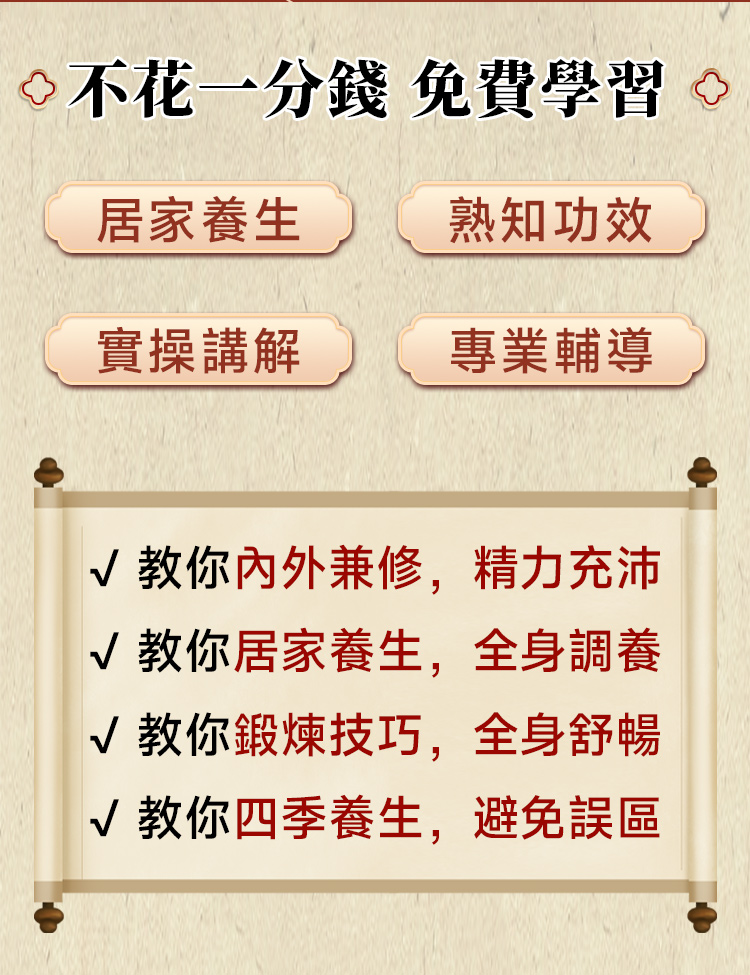 不花一分錢 免費學習
居家養生
熟知功效
實操講解
專業輔導
√ 教你內外兼修，精力充沛
√ 教你居家養生，全身調養
√ 教你鍛煉技巧，全身舒暢
√ 教你四季養生，避免誤區